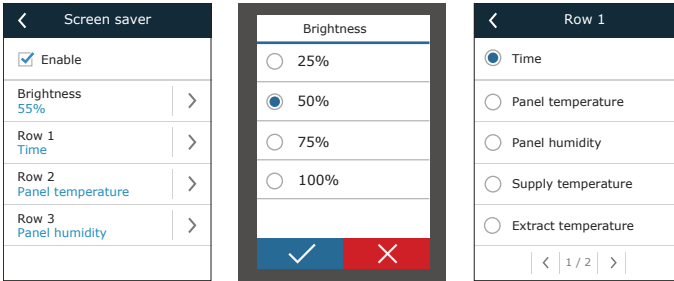 Screen saver
Enable
Brightness
55%
Row 1
Time
Row 2
Panel temperature
Row 3
Panel humidity
Brightness
25%
50%
75%
100%
Row 1
Time
Panel temperature
Panel humidity
Supply temperature
Extract temperature
1 / 2